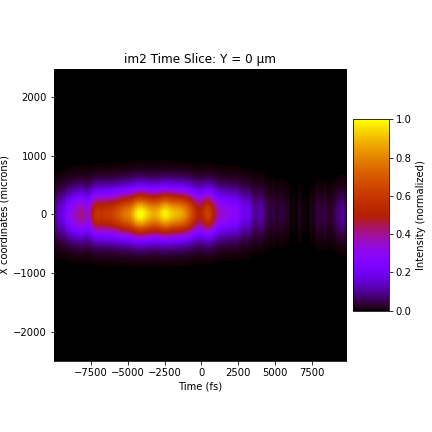 im2 Time Slice: Y = 0 μm
2000
1000
0
−1000
−2000
X coordinates (microns)
−7500 −5000 −2500 0 2500 5000 7500
Time (fs)
1.0
0.8
0.6
0.4
0.2
0.0
Intensity (normalized)